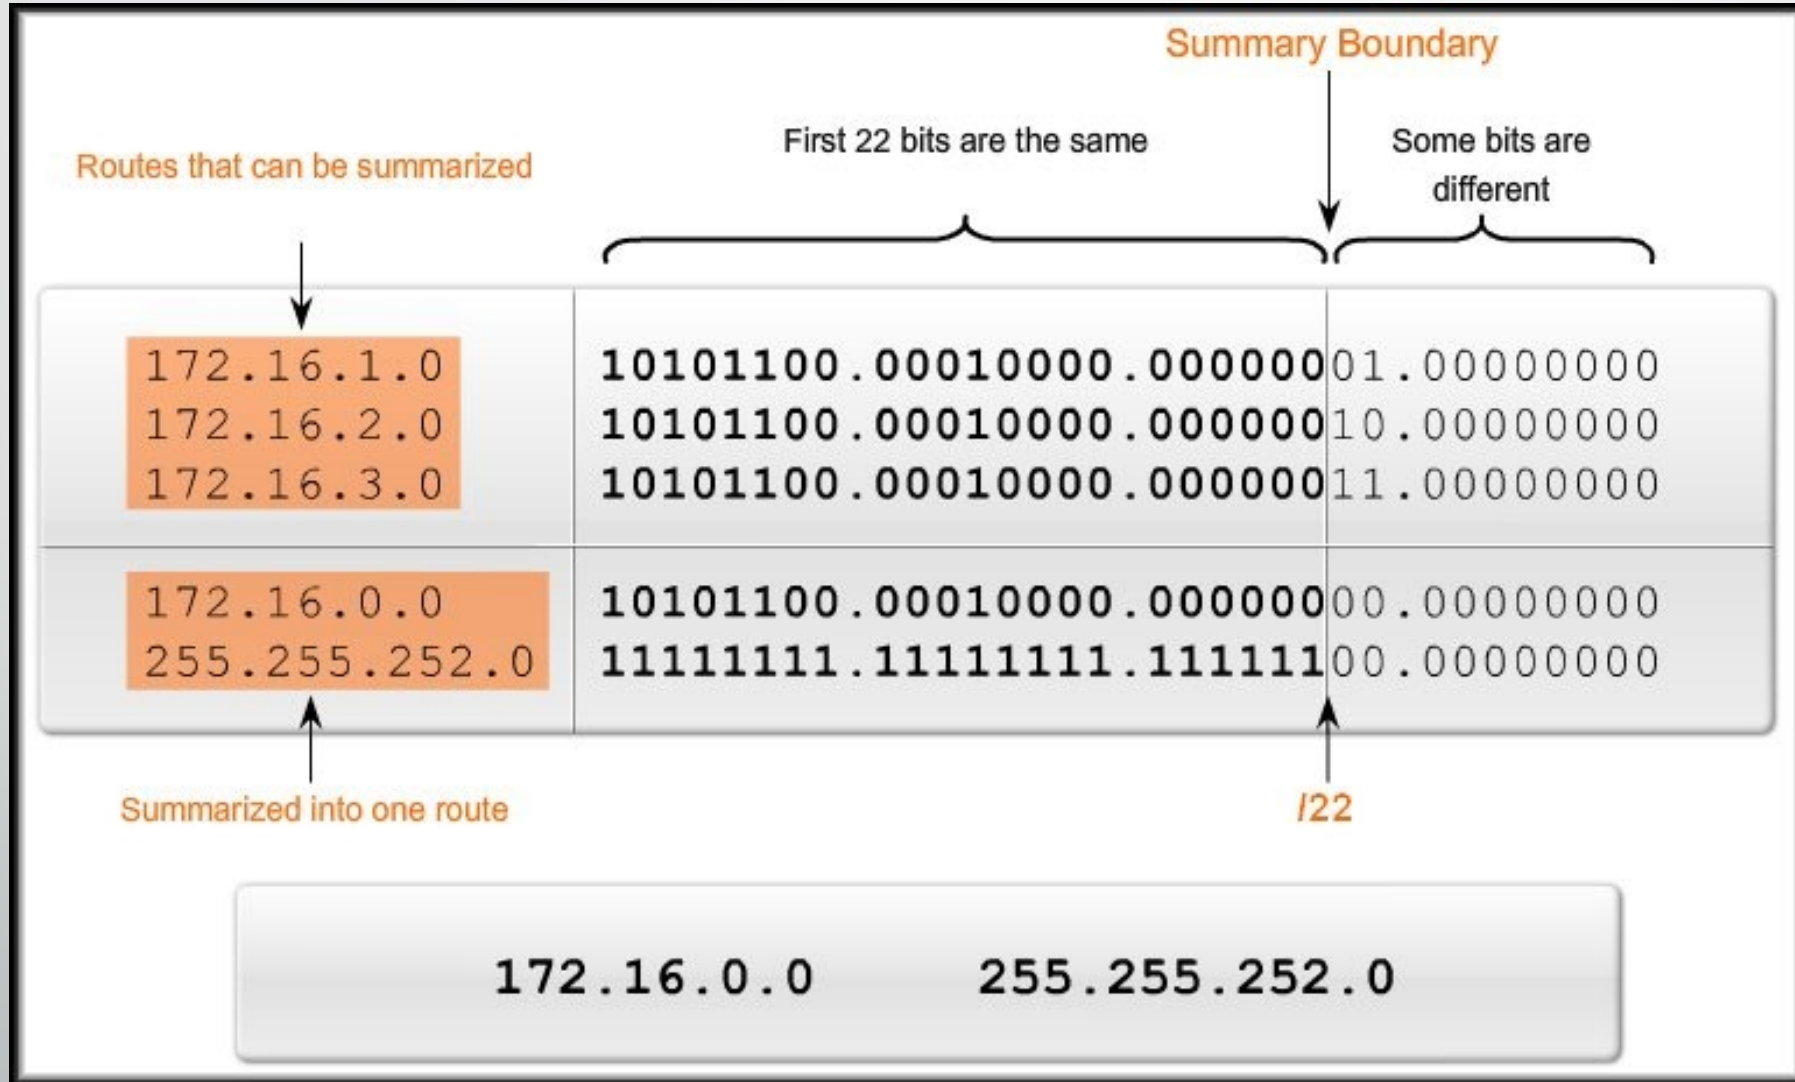 Summary Boundary
First 22 bits are the same
Some bits are
different
Routes that can be summarized
172.16.1.0 10101100.00010000.00000001.00000000
172.16.2.0 10101100.00010000.00000010.00000000
172.16.3.0 10101100.00010000.00000011.00000000
172.16.0.0 10101100.00010000.00000000.00000000
255.255.252.0 11111111.11111111.11111100.00000000
Summarized into one route
/22
172.16.0.0 255.255.252.0